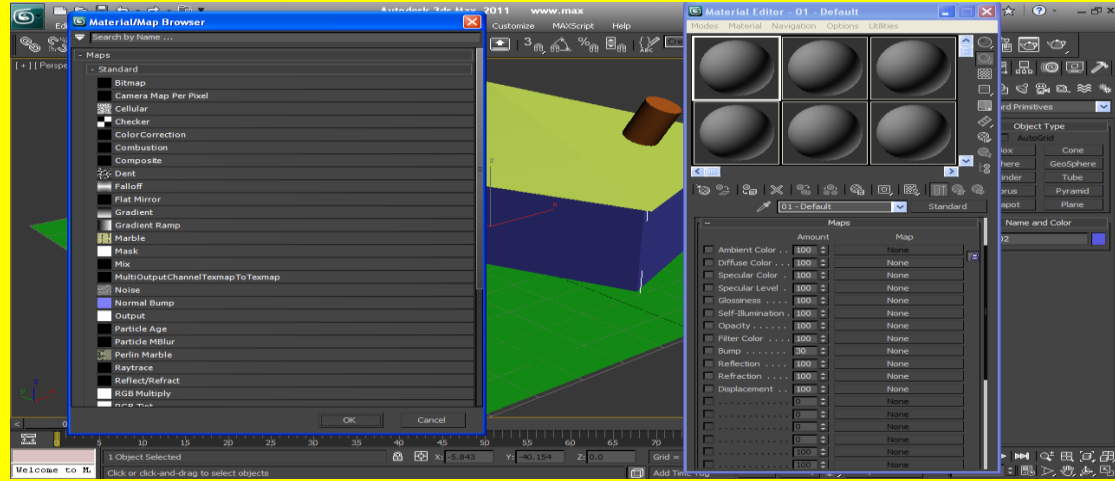 Autodesk 3ds Max 2011 www.max
Customize MAXScript Help
Material/Map Browser
Search by Name ...
- Maps
- Standard
Bitmap
Camera Map Per Pixel
Cellular
Checker
ColorCorrection
Combustion
Composite
Dent
Falloff
Flat Mirror
Gradient
Gradient Ramp
Marble
Mask
Mix
MultiOutputChannelTexmapToTexmap
Noise
Normal Bump
Output
Particle Age
Particle MBlur
Perlin Marble
Raytrace
Reflect/Refract
RGB Multiply
RGB Tint
OK Cancel
[ + ] [ Perspe
Material Editor - 01 - Default
Modes Material Navigation Options Utilities
01 - Default Standard
- Maps
Amount Map
Ambient Color . . 100 None
Diffuse Color . . . 100 None
Specular Color . 100 None
Specular Level . 100 None
Glossiness . . . . 100 None
Self-Illumination . 100 None
Opacity . . . . . . 100 None
Filter Color . . . . 100 None
Bump . . . . . . . 30 None
Reflection . . . . 100 None
Refraction . . . . 100 None
Displacement . . 100 None
. . . . . . . . . . . . 0 None
. . . . . . . . . . . . 0 None
. . . . . . . . . . . . 0 None
. . . . . . . . . . . . 0 None
. . . . . . . . . . . . 100 None
. . . . . . . . . . . . 100 None
rd Primitives
Object Type
AutoGrid
ox Cone
here GeoSphere
inder Tube
orus Pyramid
apot Plane
Name and Color
02
0 5 10 15 20 25 30 35 40 45 50 55 60 65 70
1 Object Selected X: -5.843 Y: -40.154 Z: 0.0 Grid =
Welcome to M. Click or click-and-drag to select objects Add Time Tag